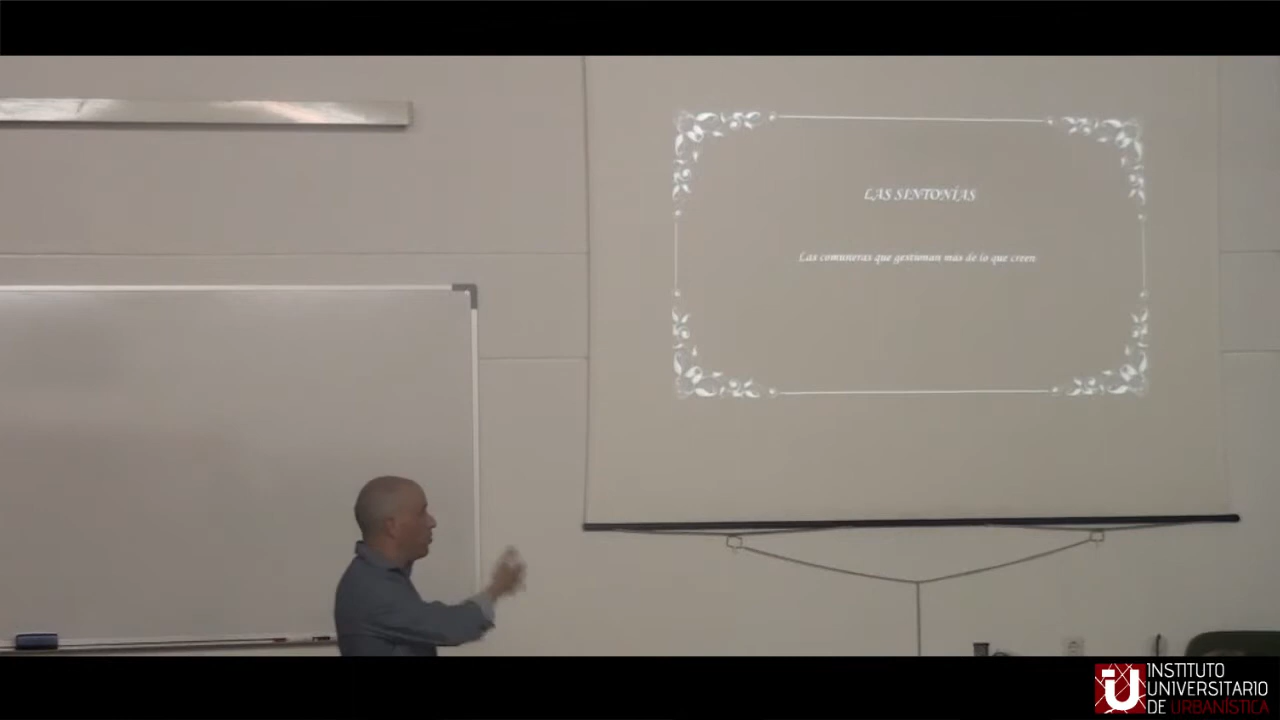 LAS SINTONÍAS
Las comuneras que gestionan más de lo que creen
INSTITUTO
UNIVERSITARIO
DE URBANÍSTICA